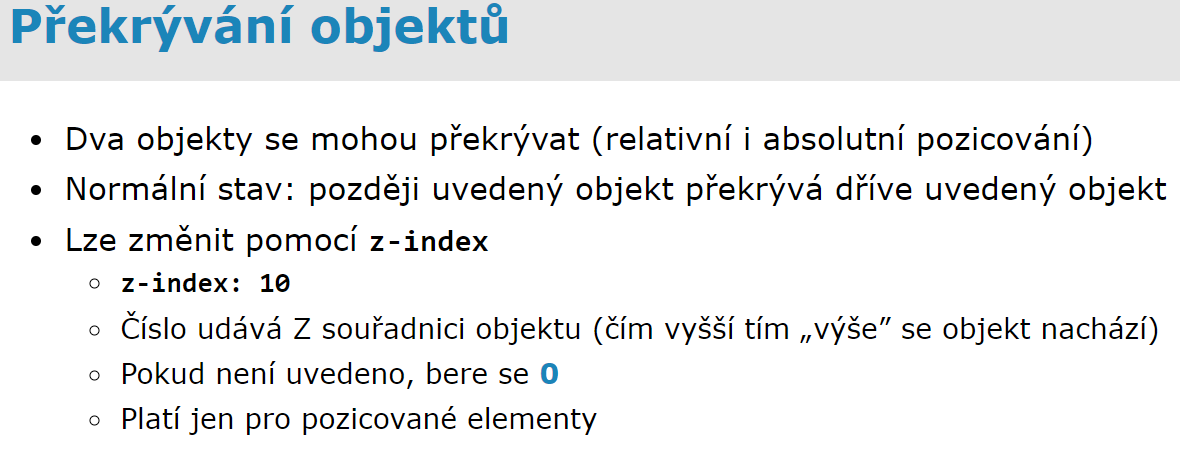 Překrývání objektů
• Dva objekty se mohou překrývat (relativní i absolutní pozicování)
• Normální stav: později uvedený objekt překrývá dříve uvedený objekt
• Lze změnit pomocí z-index
◦ z-index: 10
◦ Číslo udává Z souřadnici objektu (čím vyšší tím „výše” se objekt nachází)
◦ Pokud není uvedeno, bere se 0
◦ Platí jen pro pozicované elementy